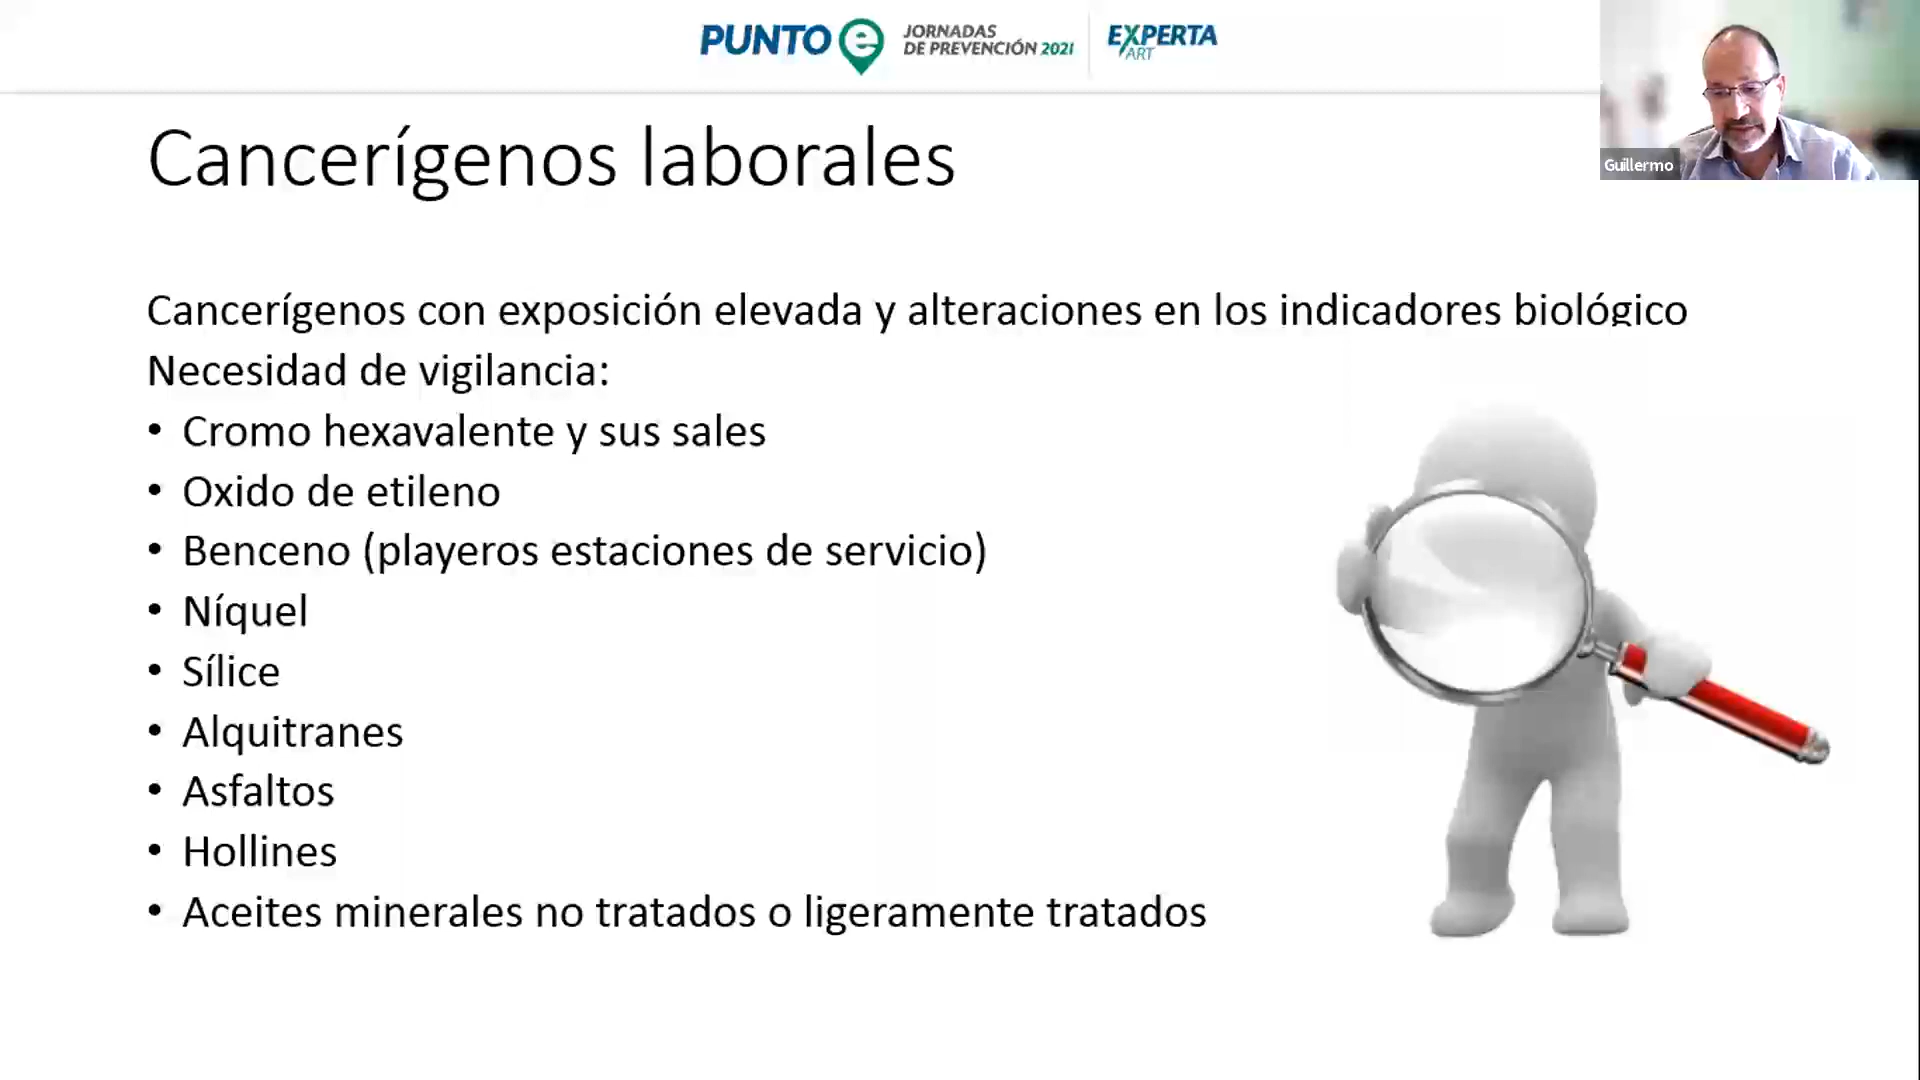 PUNTO e JORNADAS DE PREVENCIÓN 2021 EXPERTA ART
Guillermo
Cancerígenos laborales
Cancerígenos con exposición elevada y alteraciones en los indicadores biológico
Necesidad de vigilancia:
• Cromo hexavalente y sus sales
• Oxido de etileno
• Benceno (playeros estaciones de servicio)
• Níquel
• Sílice
• Alquitranes
• Asfaltos
• Hollines
• Aceites minerales no tratados o ligeramente tratados